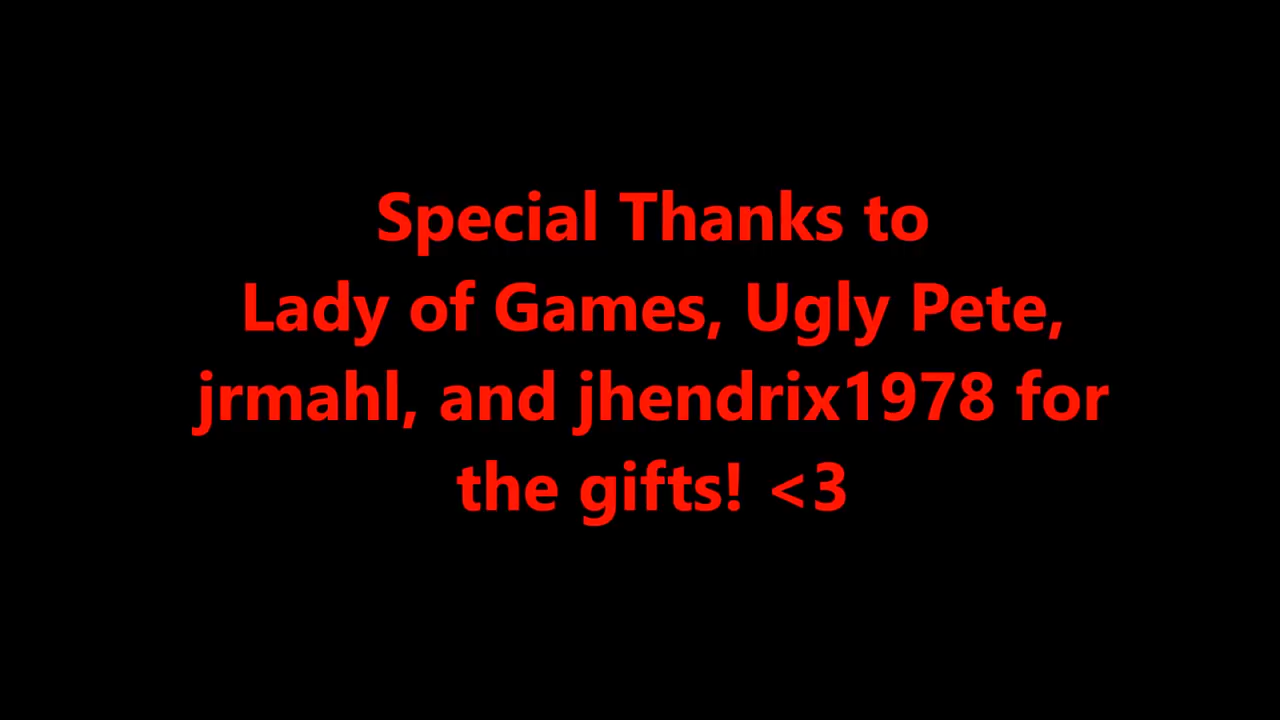 Special Thanks to
Lady of Games, Ugly Pete,
jrmahl, and jhendrix1978 for
the gifts! <3